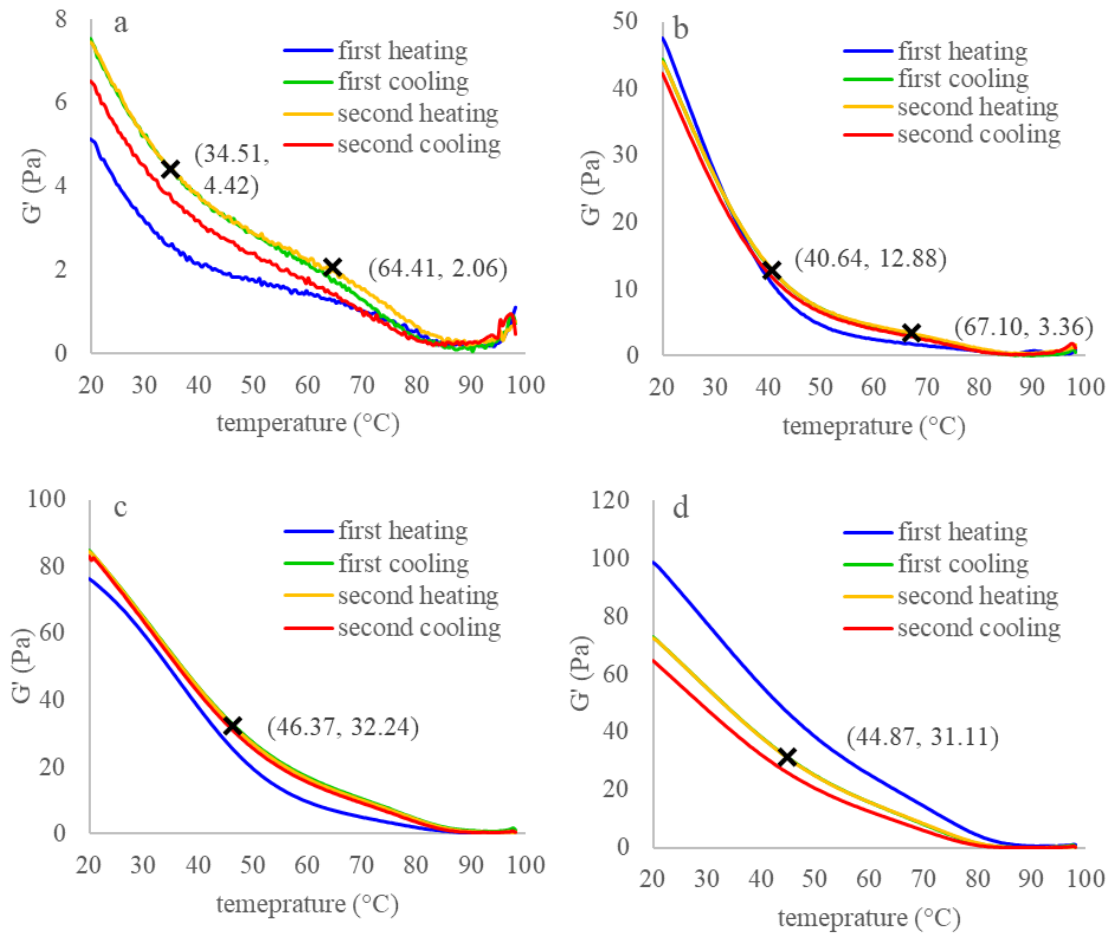 a
8
6
4
2
0
G' (Pa)
first heating
first cooling
second heating
second cooling
(34.51,
4.42)
(64.41, 2.06)
20 30 40 50 60 70 80 90 100
temperature (°C)
b
50
40
30
20
10
0
G' (Pa)
first heating
first cooling
second heating
second cooling
(40.64, 12.88)
(67.10, 3.36)
20 30 40 50 60 70 80 90 100
temeprature (°C)
c
100
80
60
40
20
0
G' (Pa)
first heating
first cooling
second heating
second cooling
(46.37, 32.24)
20 30 40 50 60 70 80 90 100
temeprature (°C)
d
120
100
80
60
40
20
0
G' (Pa)
first heating
first cooling
second heating
second cooling
(44.87, 31.11)
20 30 40 50 60 70 80 90 100
temeprature (°C)